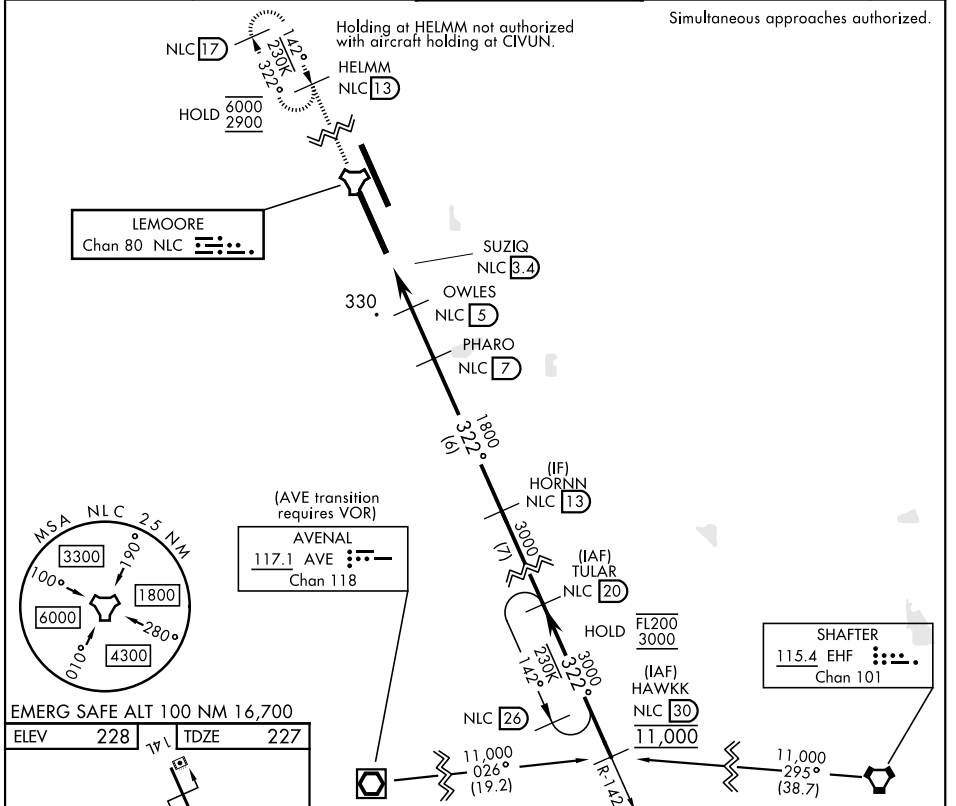 Holding at HELMM not authorized
with aircraft holding at CIVUN.
Simultaneous approaches authorized.
NLC 17
142°
230K
322°
HELMM
NLC 13
HOLD 6000
2900
LEMOORE
Chan 80 NLC
SUZIQ
NLC 3.4
OWLES
NLC 5
330
PHARO
NLC 7
1800
322°
(6)
(IF)
HORNN
NLC 13
3000
(7)
(IAF)
TULAR
NLC 20
HOLD FL200
3000
230K
142°
3000
322°
NLC 26
(IAF)
HAWKK
NLC 30
11,000
(AVE transition
requires VOR)
AVENAL
117.1 AVE
Chan 118
SHAFTER
115.4 EHF
Chan 101
MSA NLC 25 NM
3300
190°
100°
1800
6000
280°
4300
010°
EMERG SAFE ALT 100 NM 16,700
ELEV 228
TDZE 227
14L
11,000
026°
(19.2)
R-142
11,000
295°
(38.7)